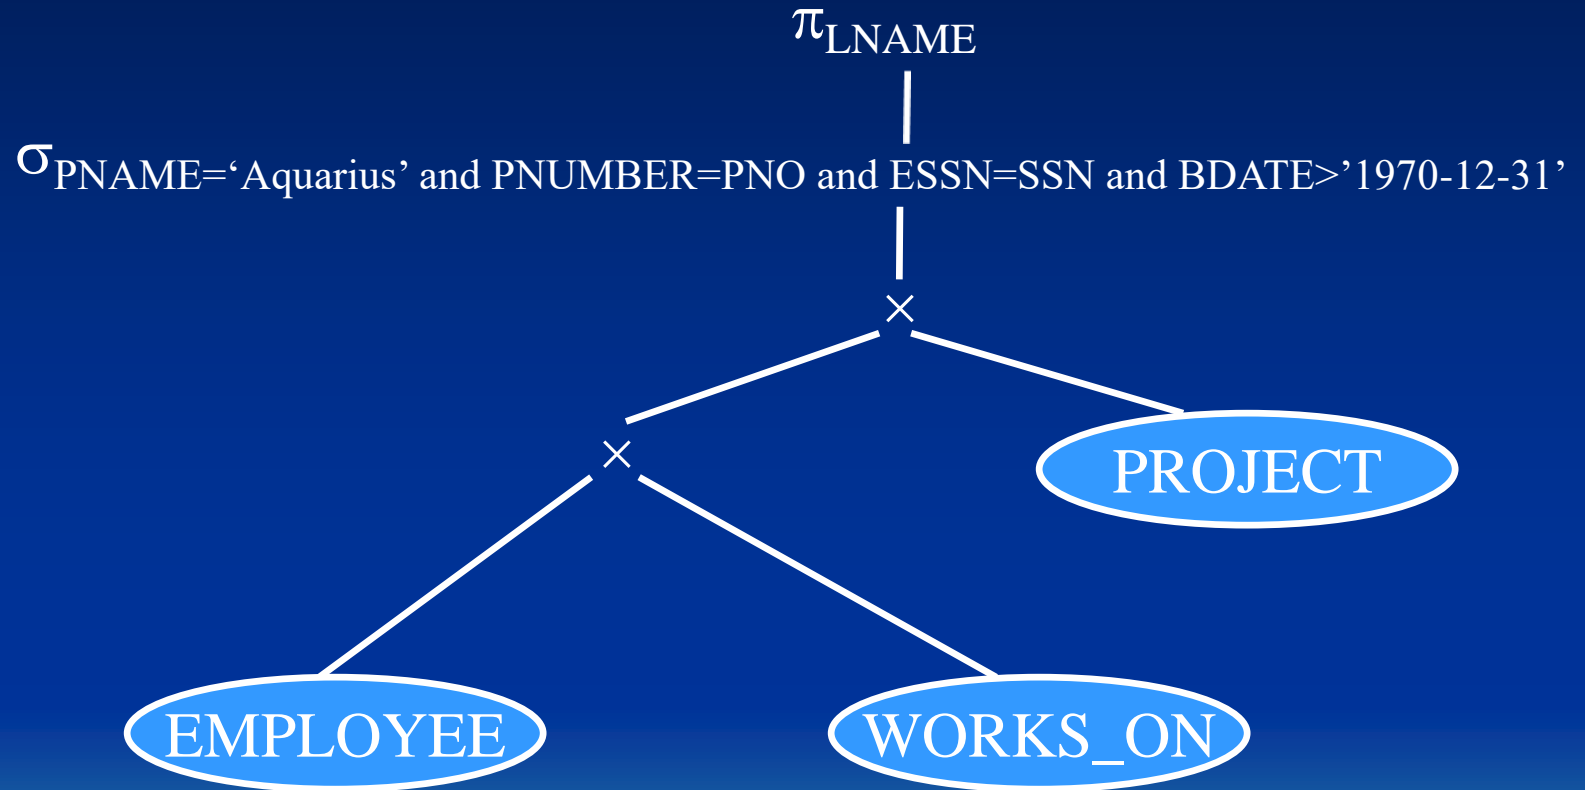 πLNAME
σPNAME=‘Aquarius’ and PNUMBER=PNO and ESSN=SSN and BDATE>’1970-12-31’
×
×
PROJECT
EMPLOYEE
WORKS_ON